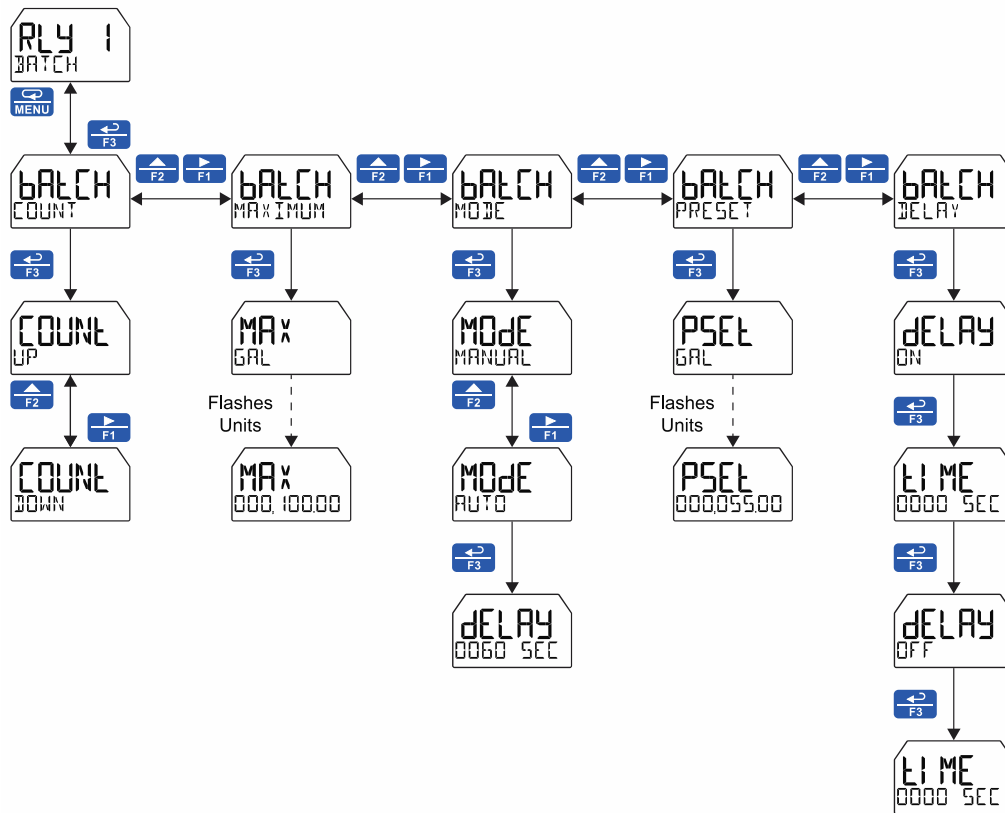 RLY 1
BATCH
MENU
F3
bAtCH
COUNT
F2 F1
bAtCH
MAXIMUM
F2 F1
bAtCH
MODE
F2 F1
bAtCH
PRESET
F2 F1
bAtCH
DELAY
F3
F3
F3
F3
F3
COUNt
UP
MAX
GAL
MOdE
MANUAL
PSEt
GAL
dELAY
ON
F2
F1
Flashes
Units
F2
F1
Flashes
Units
F3
COUNt
DOWN
MAX
000,100.00
MOdE
AUTO
PSEt
000,055.00
tIME
0000 SEC
F3
F3
dELAY
0060 SEC
dELAY
OFF
F3
tIME
0000 SEC